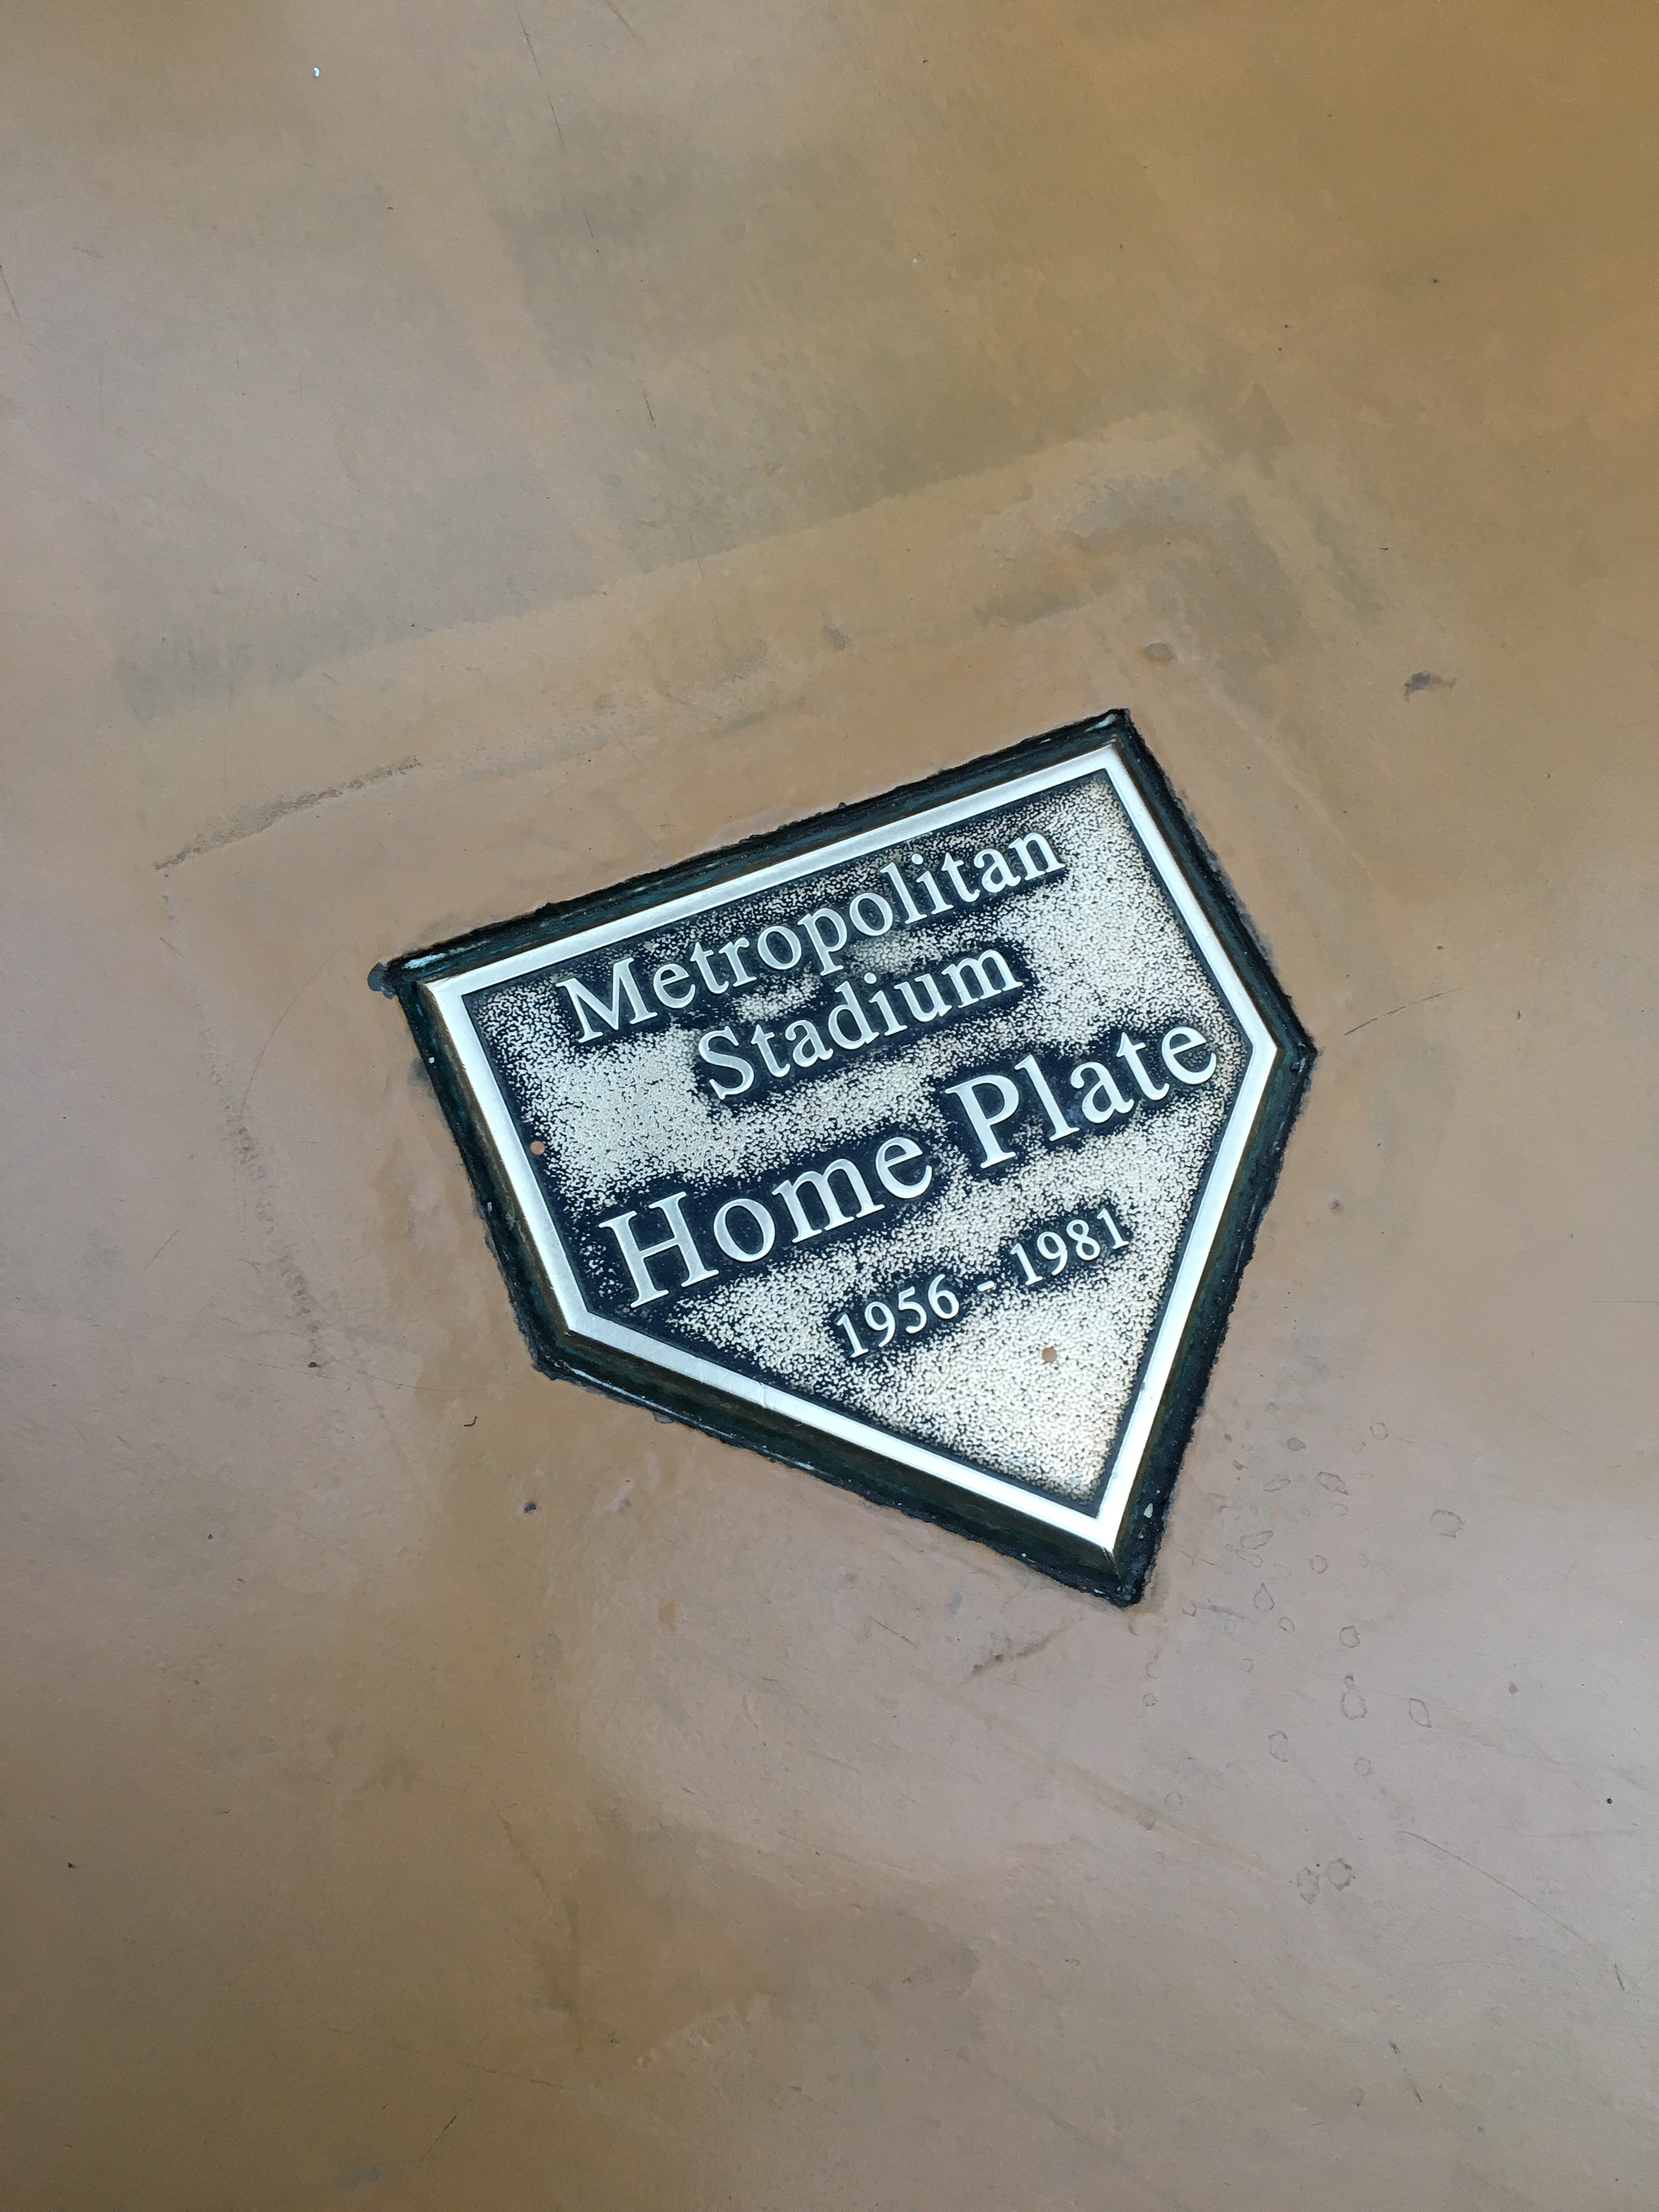 Metropolitan
Stadium
Home Plate
1956 - 1981